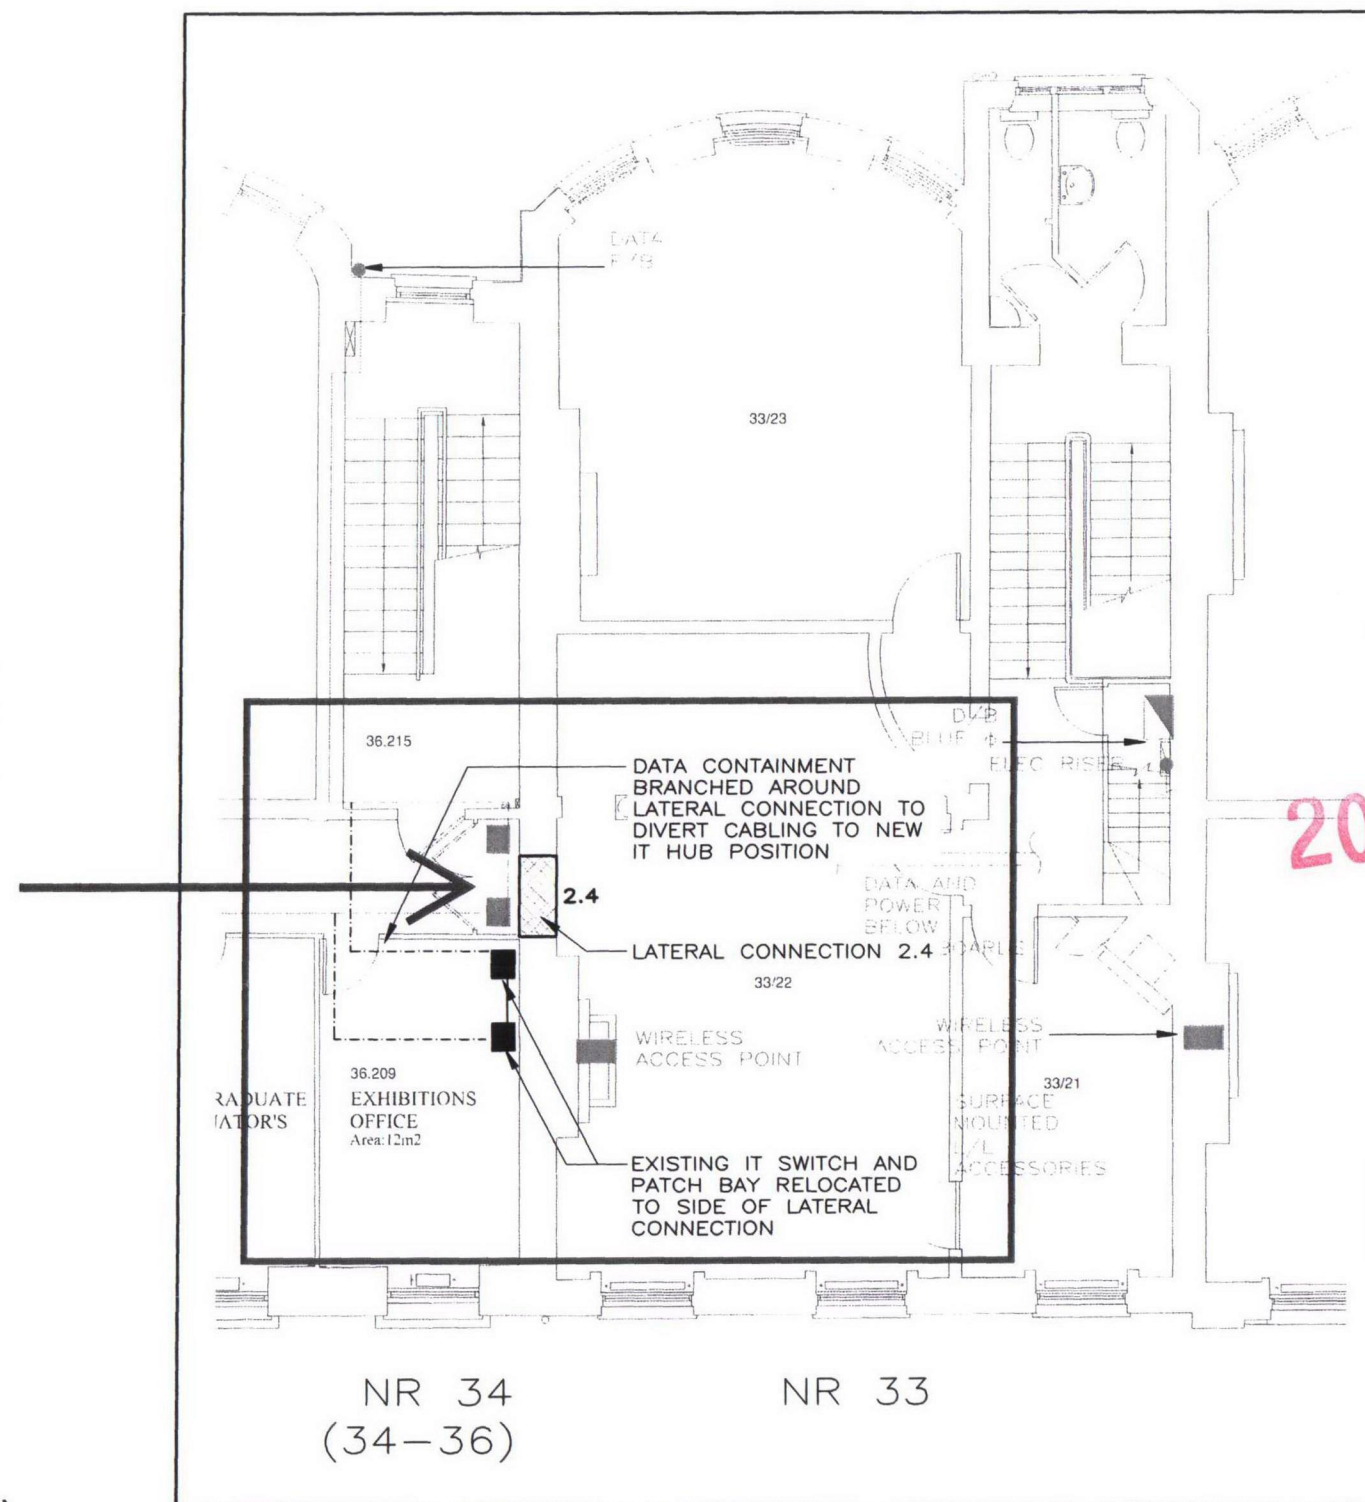 DATA
33/23
36.215
DATA CONTAINMENT
BRANCHED AROUND
LATERAL CONNECTION TO
DIVERT CABLING TO NEW
IT HUB POSITION
D/B
BLUE
ELEC RISER
20
2.4
DATA AND
POWER
BELOW
LATERAL CONNECTION 2.4
33/22
WIRELESS
ACCESS POINT
WIRELESS
ACCESS POINT
36.209
EXHIBITIONS
OFFICE
Area:12m2
RADUATE
33/21
SURFACE
MOUNTED
ACCESSORIES
EXISTING IT SWITCH AND
PATCH BAY RELOCATED
TO SIDE OF LATERAL
CONNECTION
NR 34
(34-36)
NR 33